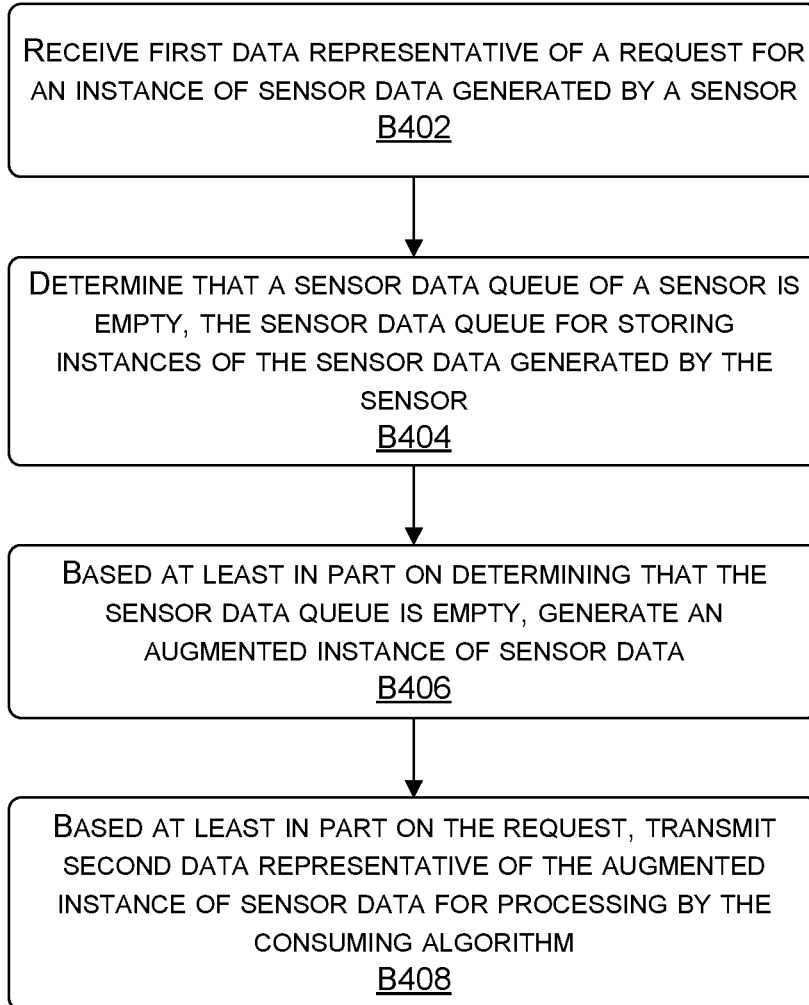 RECEIVE FIRST DATA REPRESENTATIVE OF A REQUEST FOR
AN INSTANCE OF SENSOR DATA GENERATED BY A SENSOR
B402
DETERMINE THAT A SENSOR DATA QUEUE OF A SENSOR IS
EMPTY, THE SENSOR DATA QUEUE FOR STORING
INSTANCES OF THE SENSOR DATA GENERATED BY THE
SENSOR
B404
BASED AT LEAST IN PART ON DETERMINING THAT THE
SENSOR DATA QUEUE IS EMPTY, GENERATE AN
AUGMENTED INSTANCE OF SENSOR DATA
B406
BASED AT LEAST IN PART ON THE REQUEST, TRANSMIT
SECOND DATA REPRESENTATIVE OF THE AUGMENTED
INSTANCE OF SENSOR DATA FOR PROCESSING BY THE
CONSUMING ALGORITHM
B408